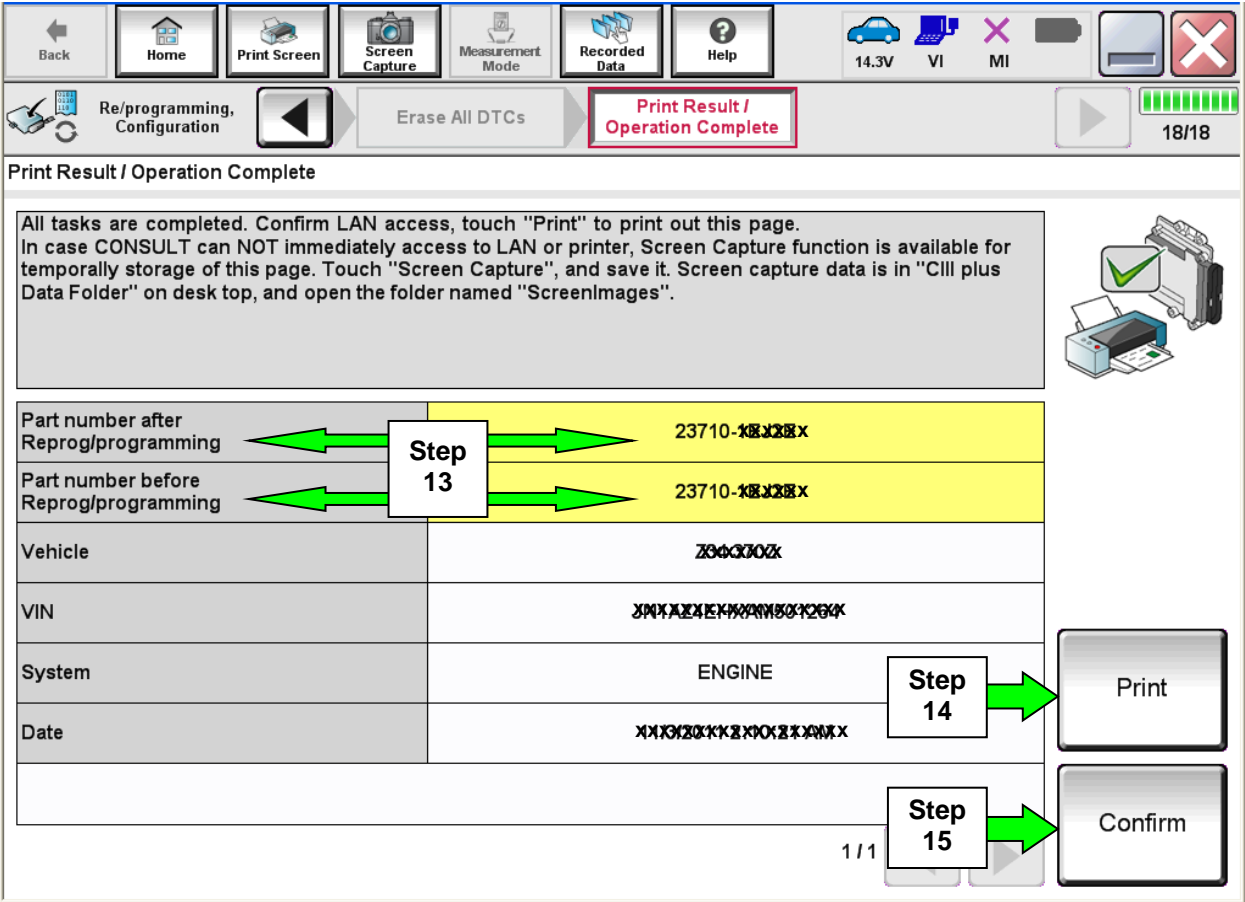 Back
Home
Print Screen
Screen
Capture
Measurement
Mode
Recorded
Data
Help
14.3V
VI
MI
Re/programming,
Configuration
Erase All DTCs
Print Result /
Operation Complete
18/18
Print Result / Operation Complete
All tasks are completed. Confirm LAN access, touch "Print" to print out this page.
In case CONSULT can NOT immediately access to LAN or printer, Screen Capture function is available for
temporally storage of this page. Touch "Screen Capture", and save it. Screen capture data is in "CIII plus
Data Folder" on desk top, and open the folder named "ScreenImages".
Part number after
Reprog/programming
23710-
Step
13
Part number before
Reprog/programming
23710-
Vehicle
VIN
System
ENGINE
Step
14
Print
Date
Step
15
Confirm
1/1